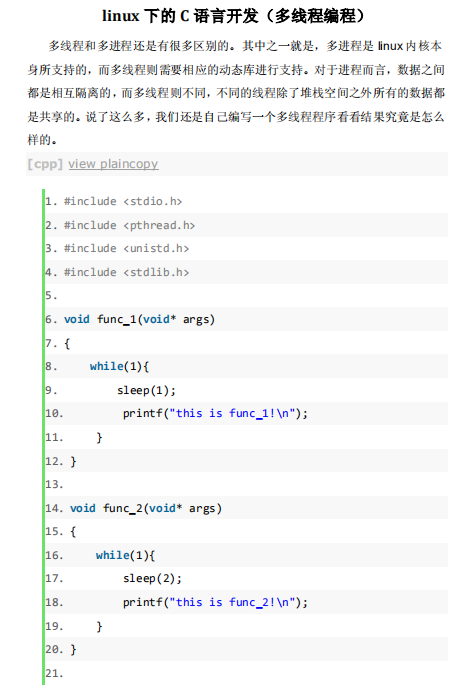 linux 下的 C 语言开发（多线程编程）
多线程和多进程还是有很多区别的。其中之一就是，多进程是 linux 内核本
身所支持的，而多线程则需要相应的动态库进行支持。对于进程而言，数据之间
都是相互隔离的，而多线程则不同，不同的线程除了堆栈空间之外所有的数据都
是共享的。说了这么多，我们还是自己编写一个多线程程序看看结果究竟是怎么
样的。
[cpp] view plaincopy
1. #include <stdio.h>
2. #include <pthread.h>
3. #include <unistd.h>
4. #include <stdlib.h>
5.
6. void func_1(void* args)
7. {
8.     while(1){
9.         sleep(1);
10.         printf("this is func_1!\n");
11.     }
12. }
13.
14. void func_2(void* args)
15. {
16.     while(1){
17.         sleep(2);
18.         printf("this is func_2!\n");
19.     }
20. }
21.